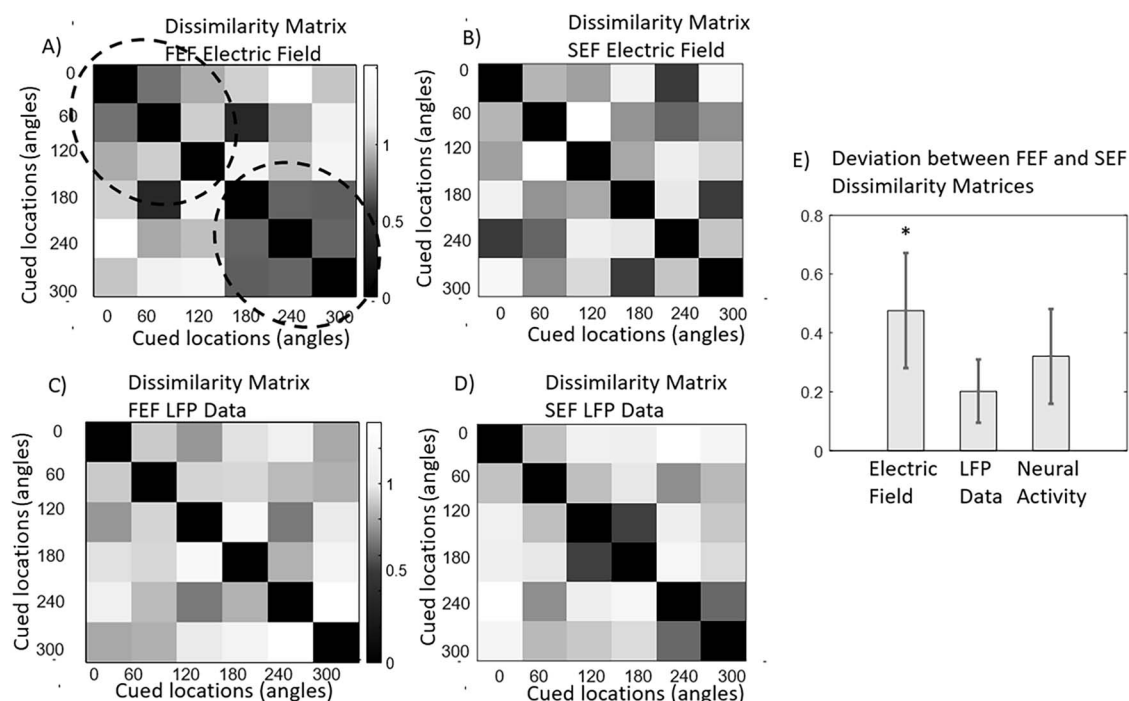 A)
Dissimilarity Matrix
FEF Electric Field
Cued locations (angles)
0
60
120
180
240
300
0 60 120 180 240 300
Cued locations (angles)
1
0.5
0
B)
Dissimilarity Matrix
SEF Electric Field
Cued locations (angles)
0
60
120
180
240
300
0 60 120 180 240 300
Cued locations (angles)
C)
Dissimilarity Matrix
FEF LFP Data
Cued locations (angles)
0
60
120
180
240
300
0 60 120 180 240 300
Cued locations (angles)
1
0.5
0
D)
Dissimilarity Matrix
SEF LFP Data
Cued locations (angles)
0
60
120
180
240
300
0 60 120 180 240 300
Cued locations (angles)
E) Deviation between FEF and SEF
Dissimilarity Matrices
0.8
0.6
0.4
0.2
0
*
Electric LFP Neural
Field Data Activity